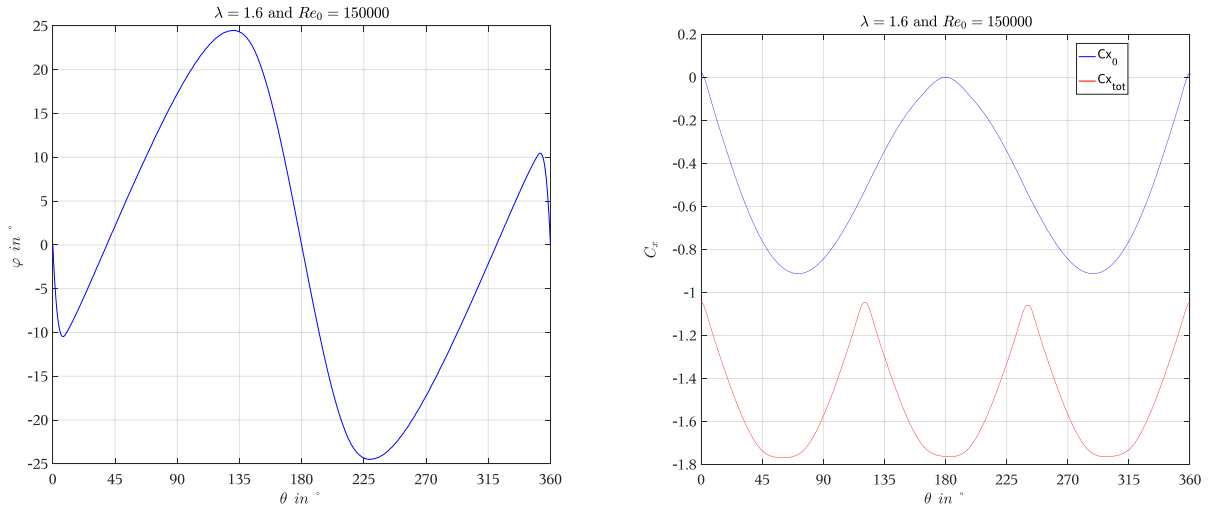 λ = 1.6 and Re₀ = 150000
25
20
15
10
5
0
-5
-10
-15
-20
-25
φ in °
0 45 90 135 180 225 270 315 360
θ in °
λ = 1.6 and Re₀ = 150000
0.2
0
-0.2
-0.4
-0.6
-0.8
-1
-1.2
-1.4
-1.6
-1.8
Cₓ
Cx₀
Cx_tot
0 45 90 135 180 225 270 315 360
θ in °